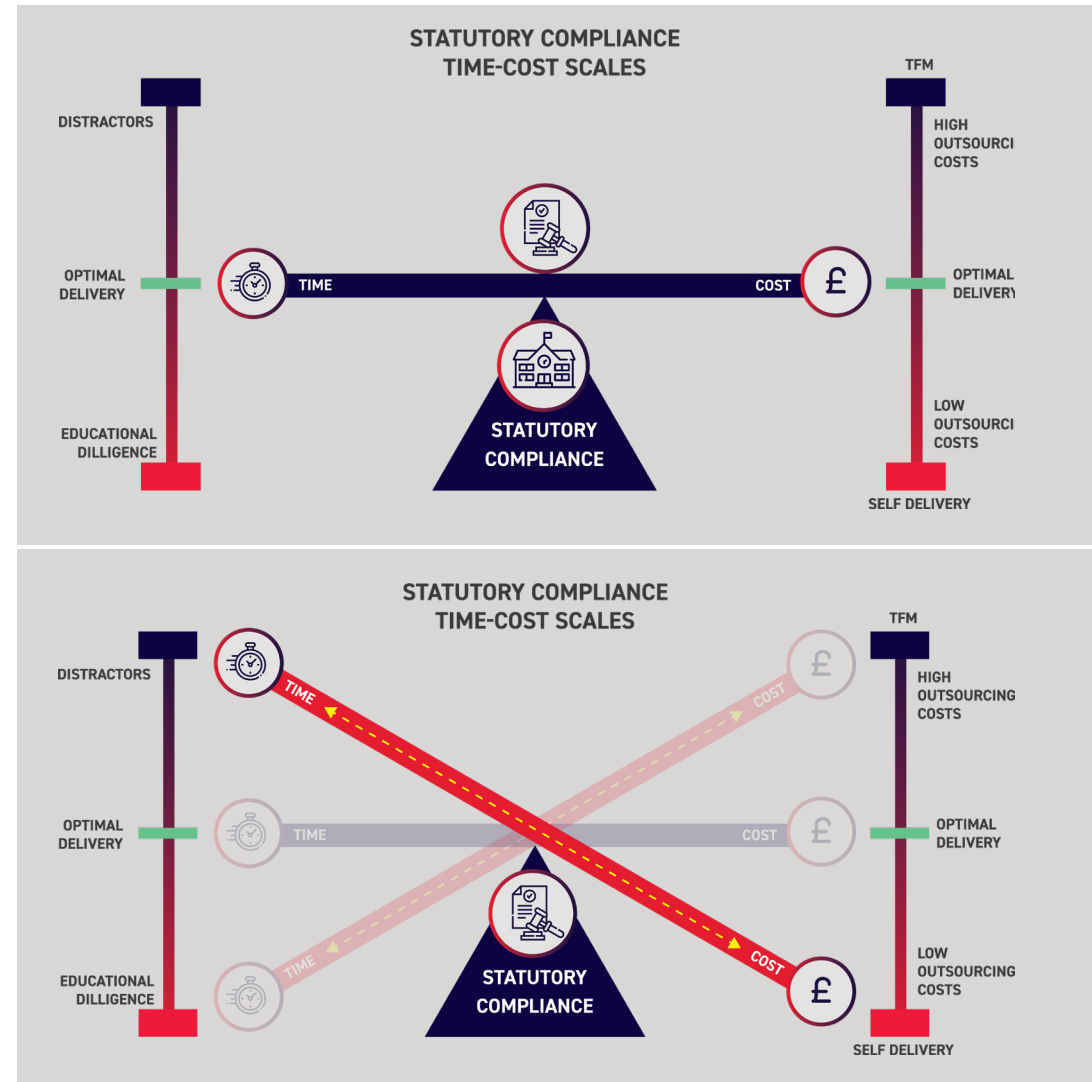 STATUTORY COMPLIANCE
TIME-COST SCALES
TFM
DISTRACTORS
HIGH
OUTSOURCI
COSTS
OPTIMAL
DELIVERY
TIME
COST
£
OPTIMAL
DELIVERY
STATUTORY
COMPLIANCE
EDUCATIONAL
DILLIGENCE
LOW
OUTSOURCI
COSTS
SELF DELIVERY
STATUTORY COMPLIANCE
TIME-COST SCALES
TFM
DISTRACTORS
TIME
COST
£
HIGH
OUTSOURCING
COSTS
OPTIMAL
DELIVERY
TIME
COST
£
OPTIMAL
DELIVERY
EDUCATIONAL
DILLIGENCE
TIME
STATUTORY
COMPLIANCE
COST
£
LOW
OUTSOURCING
COSTS
SELF DELIVERY